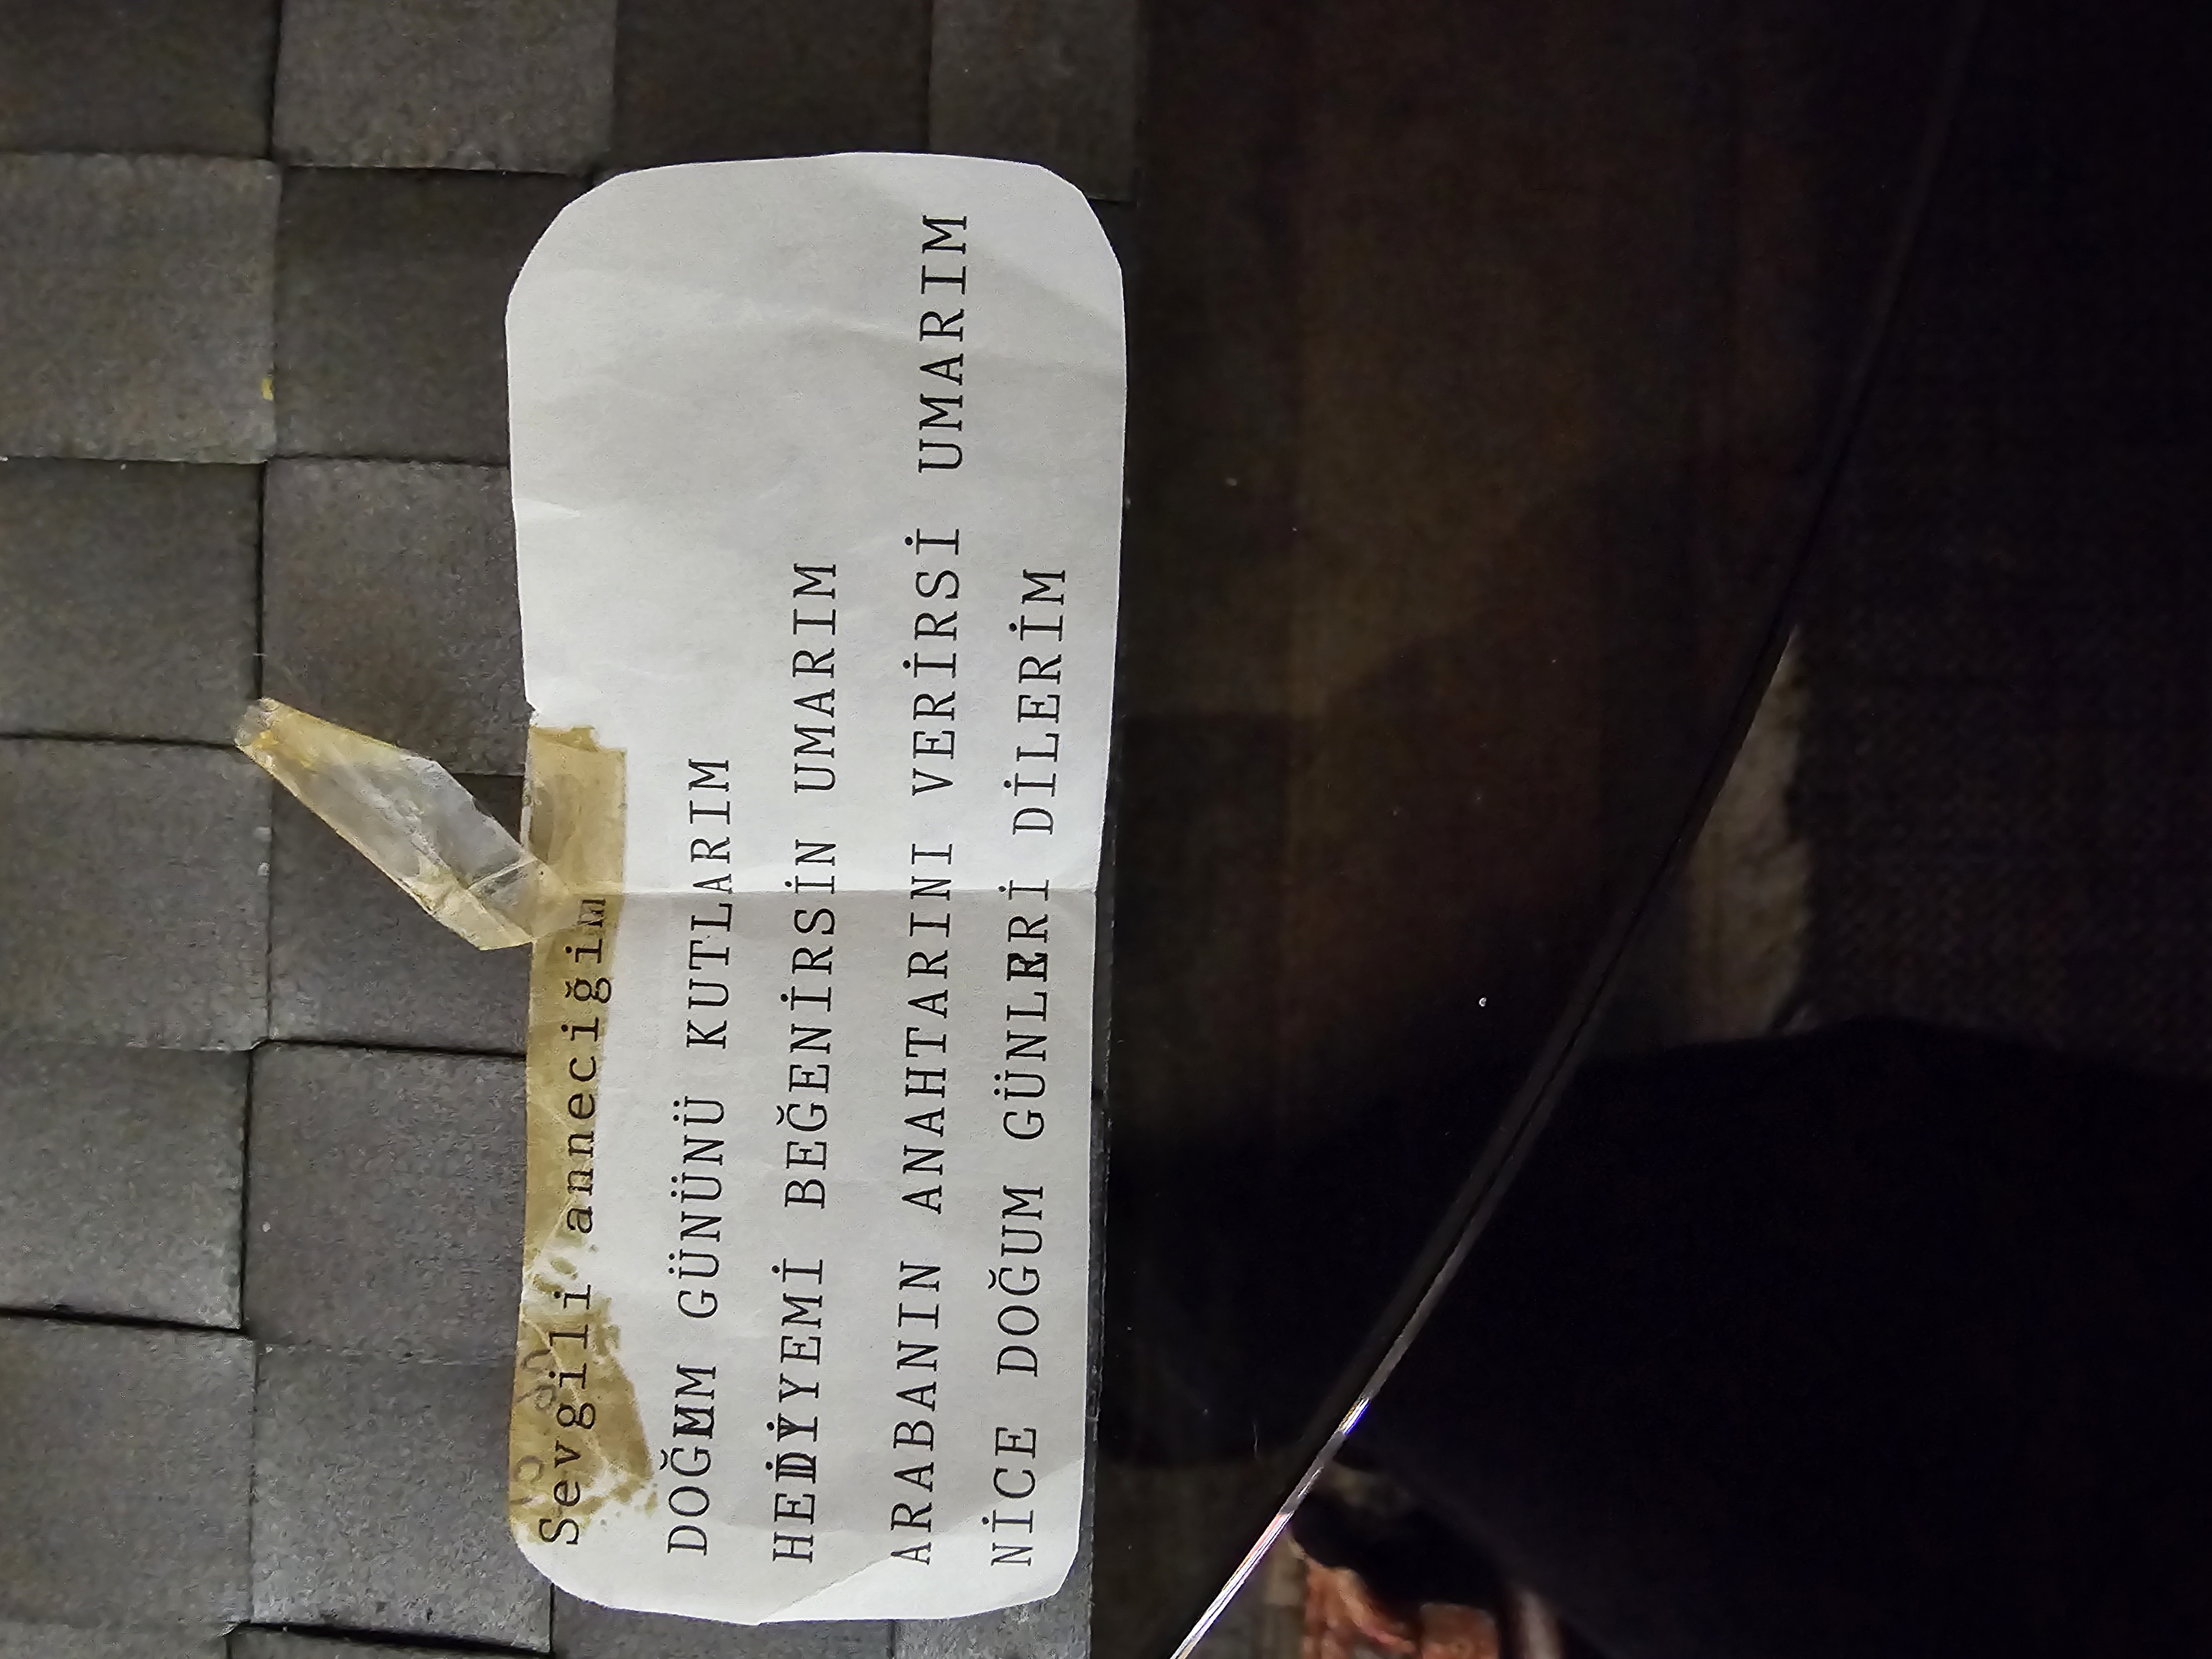 Sevgili anneciğim
DOĞUM GÜNÜNÜ KUTLARIM
HEDİYEMİ BEĞENİRSİN UMARIM
ARABANIN ANAHTARINI VERİRSİ UMARIM
NİCE DOĞUM GÜNLERİ DİLERİM